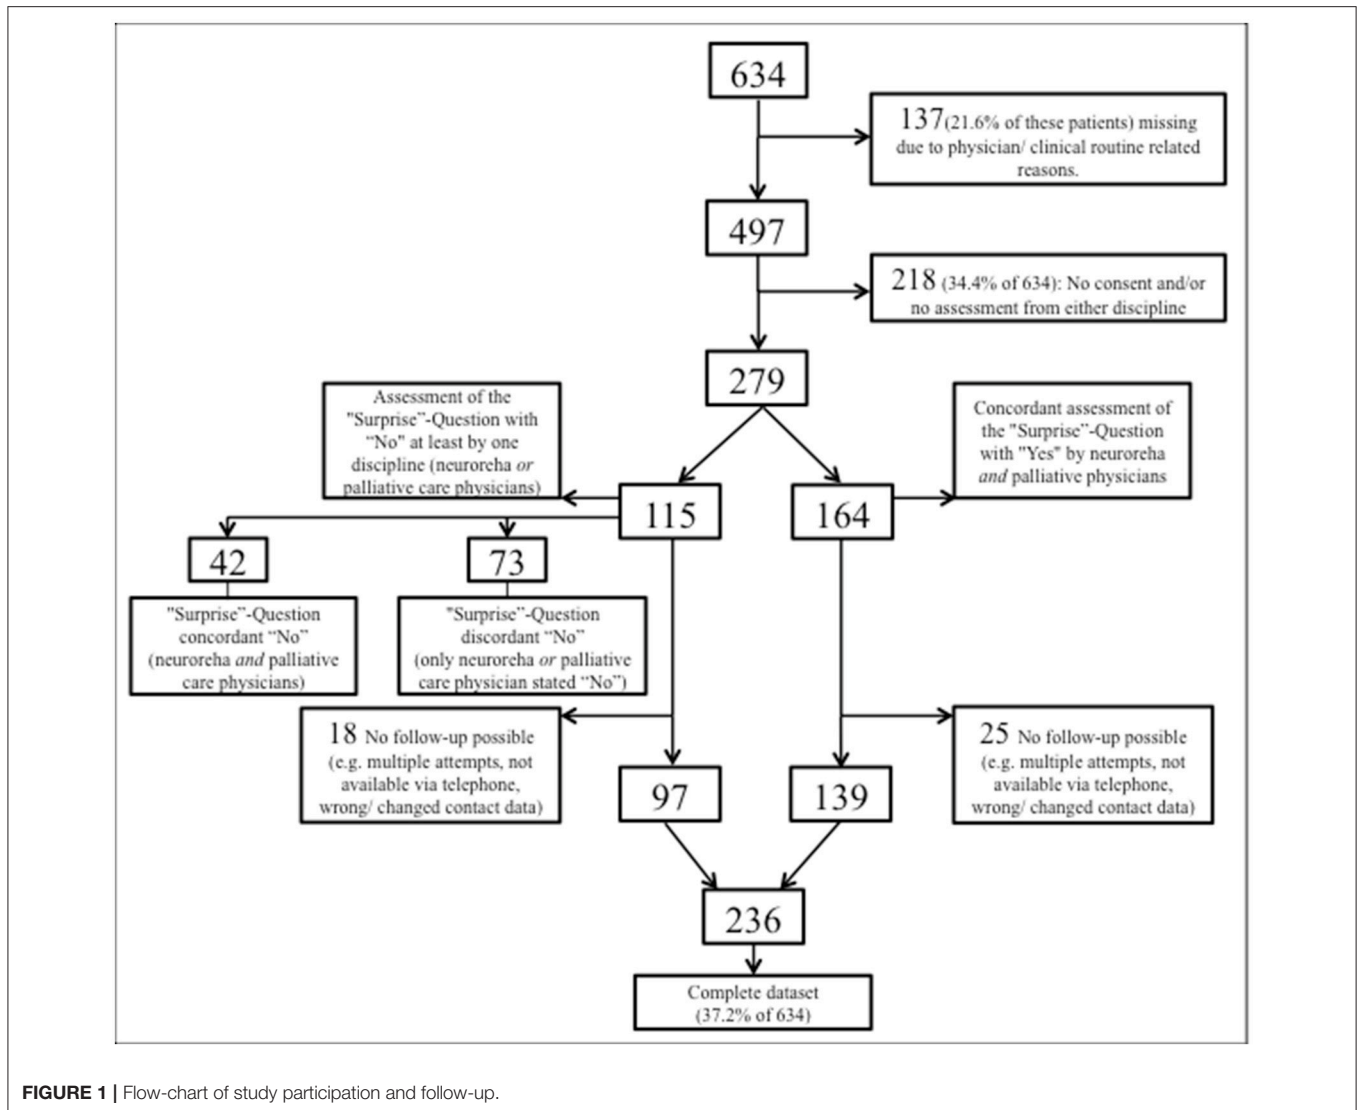 634
137(21.6% of these patients) missing
due to physician/ clinical routine related
reasons.
497
218 (34.4% of 634): No consent and/or
no assessment from either discipline
279
Assessment of the
"Surprise”-Question with
“No" at least by one
discipline (neuroreha or
palliative care physicians)
Concordant assessment of
the "Surprise”-Question
with "Yes" by neuroreha
and palliative physicians
115
164
42
73
"Surprise”-Question
concordant “No”
(neuroreha and palliative
care physicians)
"Surprise”-Question
discordant “No”
(only neuroreha or palliative
care physician stated “No”)
18 No follow-up possible
(e.g. multiple attempts, not
available via telephone,
wrong/ changed contact data)
25 No follow-up possible
(e.g. multiple attempts, not
available via telephone,
wrong/ changed contact data)
97
139
236
Complete dataset
(37.2% of 634)
FIGURE 1 | Flow-chart of study participation and follow-up.